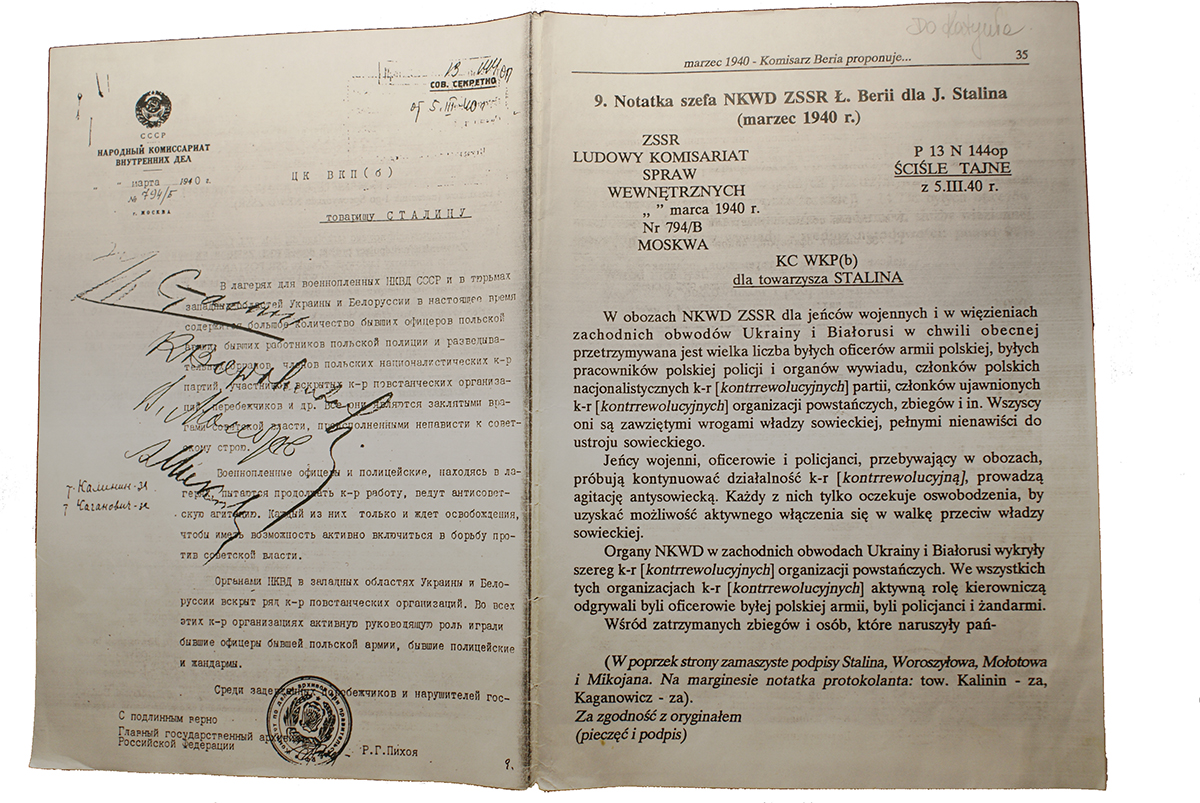 13 144оп
СОВ. СЕКРЕТНО
от 5.III-40г.
СССР
НАРОДНЫЙ КОМИССАРИАТ
ВНУТРЕННИХ ДЕЛ
" " марта 1940 г.
№ 794/Б
г. МОСКВА
ЦК ВКП(б)
товарищу СТАЛИНУ
В лагерях для военнопленных НКВД СССР и в тюрьмах
западных областей Украины и Белоруссии в настоящее время
содержится большое количество бывших офицеров польской
армии, бывших работников польской полиции и разведыва-
тельных органов, членов польских националистических к-р
партий, участников вскрытых к-р повстанческих организа-
ций, перебежчиков и др. Все они являются заклятыми вра-
гами советской власти, преисполненными ненависти к совет-
скому строю.
Военнопленные офицеры и полицейские, находясь в ла-
герях, пытаются продолжать к-р работу, ведут антисовет-
скую агитацию. Каждый из них только и ждет освобождения,
чтобы иметь возможность активно включиться в борьбу про-
тив советской власти.
Органами НКВД в западных областях Украины и Бело-
руссии вскрыт ряд к-р повстанческих организаций. Во всех
этих к-р организациях активную руководящую роль играли
бывшие офицеры бывшей польской армии, бывшие полицейские
и жандармы.
Среди задержанных перебежчиков и нарушителей гос-
т. Калинин - за
т. Каганович - за
С подлинным верно
Главный государственный архи
Российской Федерации
Р.Г.Пихоя
9.
Do Katynia
marzec 1940 - Komisarz Beria proponuje... 35
9. Notatka szefa NKWD ZSSR Ł. Berii dla J. Stalina
(marzec 1940 r.)
ZSSR
LUDOWY KOMISARIAT
SPRAW
WEWNĘTRZNYCH
„ ” marca 1940 r.
Nr 794/B
MOSKWA
P 13 N 144op
ŚCIŚLE TAJNE
z 5.III.40 r.
KC WKP(b)
dla towarzysza STALINA
W obozach NKWD ZSSR dla jeńców wojennych i w więzieniach
zachodnich obwodów Ukrainy i Białorusi w chwili obecnej
przetrzymywana jest wielka liczba byłych oficerów armii polskiej, byłych
pracowników polskiej policji i organów wywiadu, członków polskich
nacjonalistycznych k-r [kontrrewolucyjnych] partii, członków ujawnionych
k-r [kontrrewolucyjnych] organizacji powstańczych, zbiegów i in. Wszyscy
oni są zawziętymi wrogami władzy sowieckiej, pełnymi nienawiści do
ustroju sowieckiego.
Jeńcy wojenni, oficerowie i policjanci, przebywający w obozach,
próbują kontynuować działalność k-r [kontrrewolucyjną], prowadzą
agitację antysowiecką. Każdy z nich tylko oczekuje oswobodzenia, by
uzyskać możliwość aktywnego włączenia się w walkę przeciw władzy
sowieckiej.
Organy NKWD w zachodnich obwodach Ukrainy i Białorusi wykryły
szereg k-r [kontrrewolucyjnych] organizacji powstańczych. We wszystkich
tych organizacjach k-r [kontrrewolucyjnych] aktywną rolę kierowniczą
odgrywali byli oficerowie byłej polskiej armii, byli policjanci i żandarmi.
Wśród zatrzymanych zbiegów i osób, które naruszyły pań-
(W poprzek strony zamaszyste podpisy Stalina, Woroszyłowa, Mołotowa
i Mikojana. Na marginesie notatka protokolanta: tow. Kalinin - za,
Kaganowicz - za).
Za zgodność z oryginałem
(pieczęć i podpis)